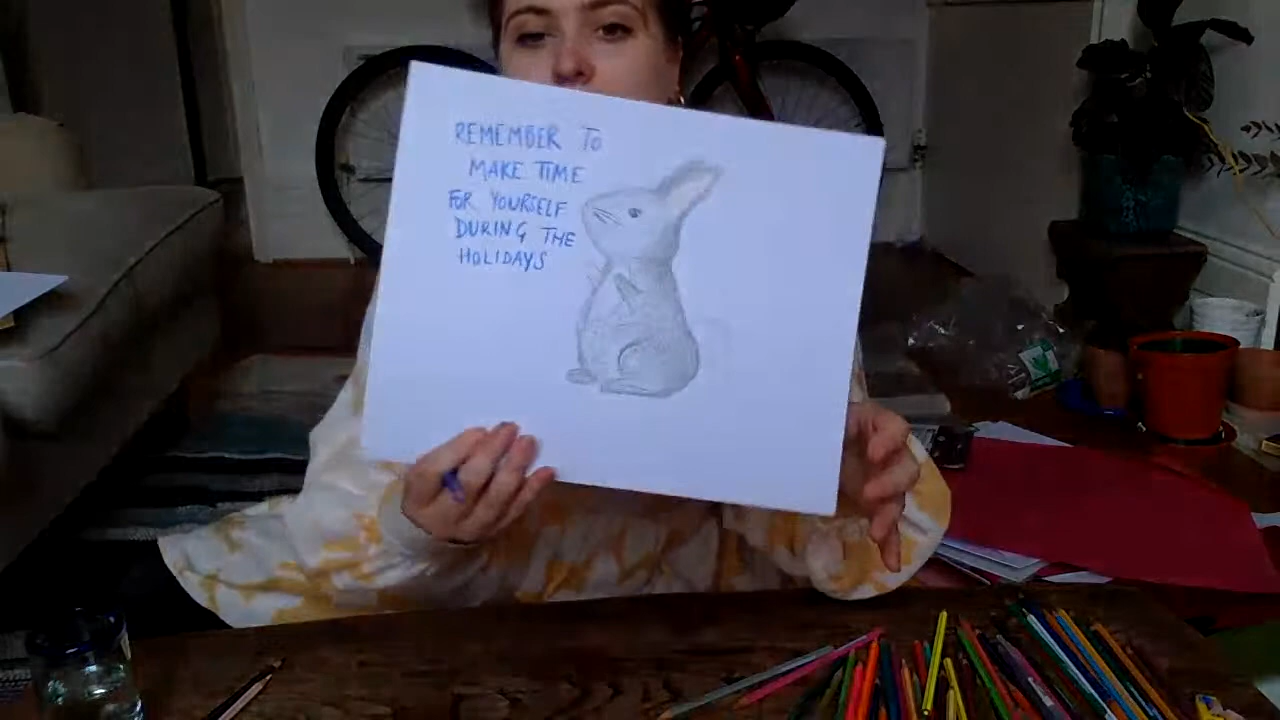 REMEMBER TO
MAKE TIME
FOR YOURSELF
DURING THE
HOLIDAYS